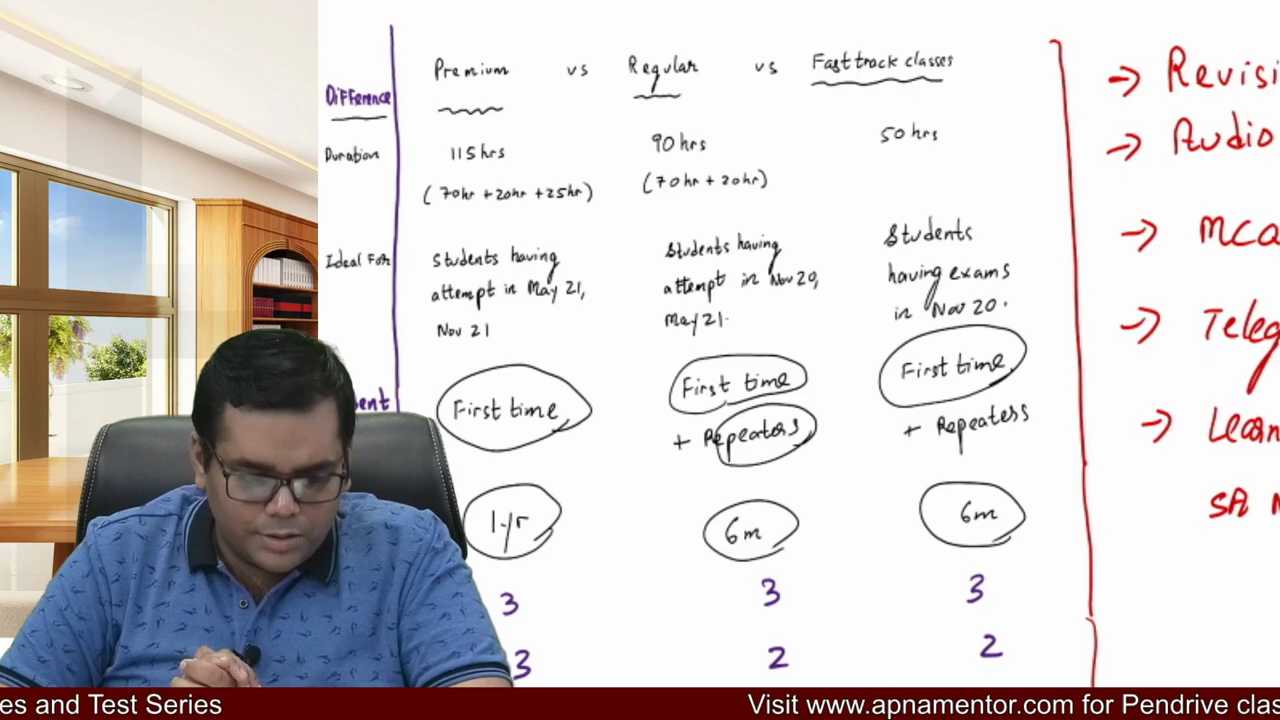 Premium vs Regular vs Fast track classes
Difference
Duration 115 hrs 90 hrs 50 hrs
(70hr + 20hr + 25hr) (70hr + 20hr)
Ideal For
Students having
attempt in May 21,
Nov 21
Students having
attempt in Nov 20,
May 21.
Students
having exams
in Nov 20.
First time
First time
+ Repeaters
First time
+ Repeaters
1-yr 6m 6m
3 3 3
3 2 2
→ Revisi
→ Audio
→ MCQ
→ Teleg
→ Learn
SA
es and Test Series
Visit www.apnamentor.com for Pendrive clas